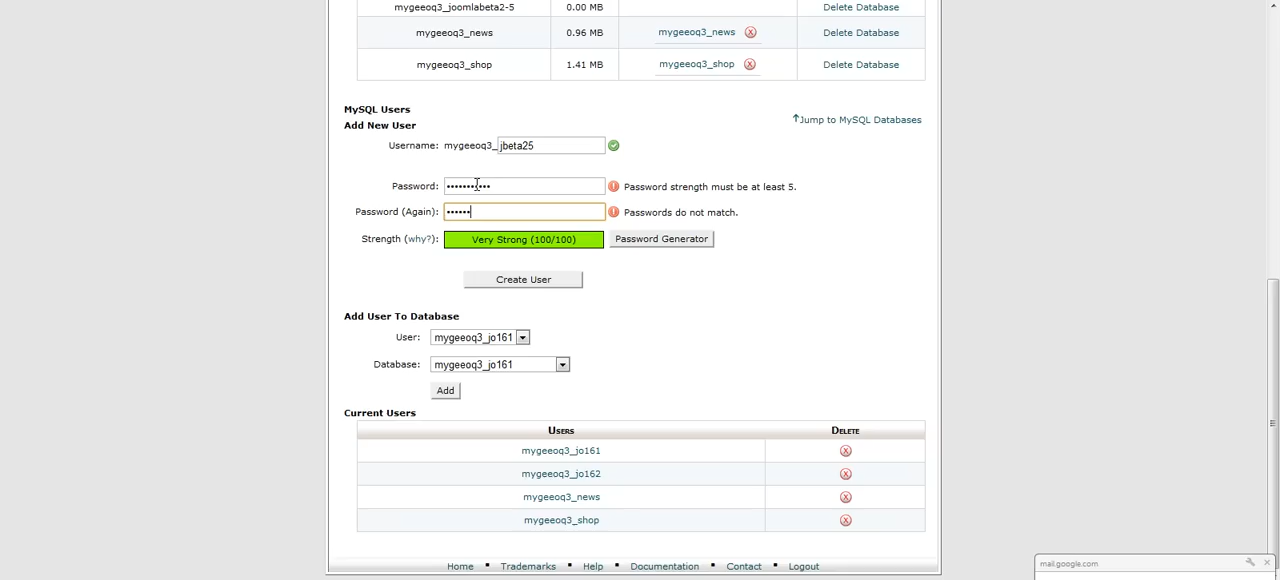 mygeeoq3_joomlabeta2-5 0.00 MB Delete Database
mygeeoq3_news 0.96 MB mygeeoq3_news Delete Database
mygeeoq3_shop 1.41 MB mygeeoq3_shop Delete Database
MySQL Users
Jump to MySQL Databases
Add New User
Username: mygeeoq3_ jbeta25
Password: ••••••••••• Password strength must be at least 5.
Password (Again): •••••• Passwords do not match.
Strength (why?): Very Strong (100/100) Password Generator
Create User
Add User To Database
User: mygeeoq3_jo161
Database: mygeeoq3_jo161
Add
Current Users
Users Delete
mygeeoq3_jo161
mygeeoq3_jo162
mygeeoq3_news
mygeeoq3_shop
Home ▪ Trademarks ▪ Help ▪ Documentation ▪ Contact ▪ Logout
mail.google.com